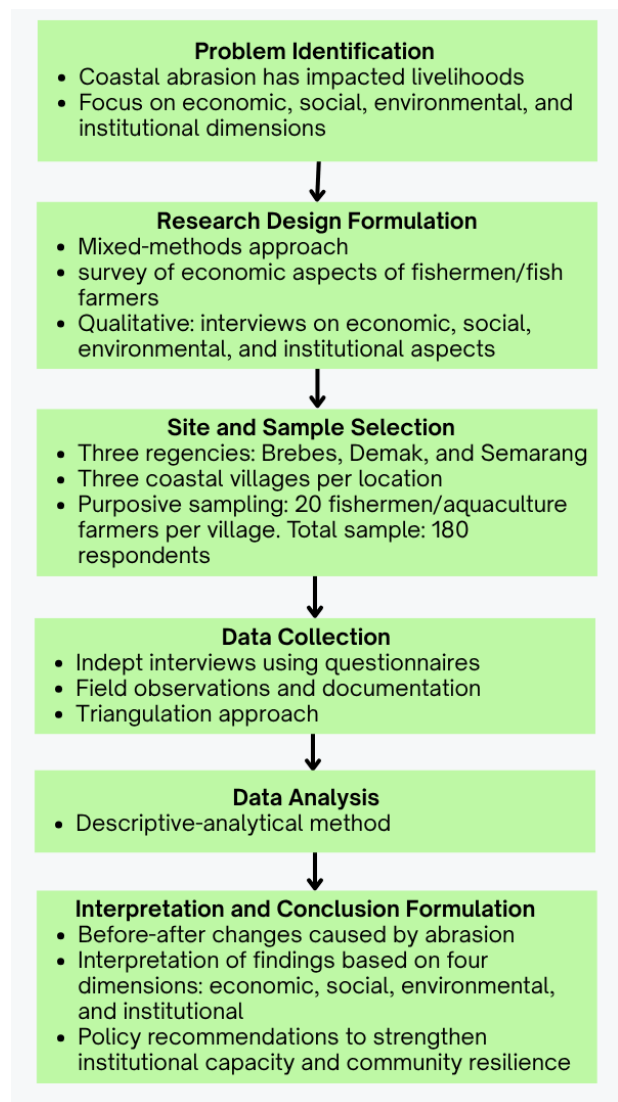 Problem Identification
• Coastal abrasion has impacted livelihoods
• Focus on economic, social, environmental, and
institutional dimensions
Research Design Formulation
• Mixed-methods approach
• survey of economic aspects of fishermen/fish
farmers
• Qualitative: interviews on economic, social,
environmental, and institutional aspects
Site and Sample Selection
• Three regencies: Brebes, Demak, and Semarang
• Three coastal villages per location
• Purposive sampling: 20 fishermen/aquaculture
farmers per village. Total sample: 180
respondents
Data Collection
• Indept interviews using questionnaires
• Field observations and documentation
• Triangulation approach
Data Analysis
• Descriptive-analytical method
Interpretation and Conclusion Formulation
• Before-after changes caused by abrasion
• Interpretation of findings based on four
dimensions: economic, social, environmental,
and institutional
• Policy recommendations to strengthen
institutional capacity and community resilience